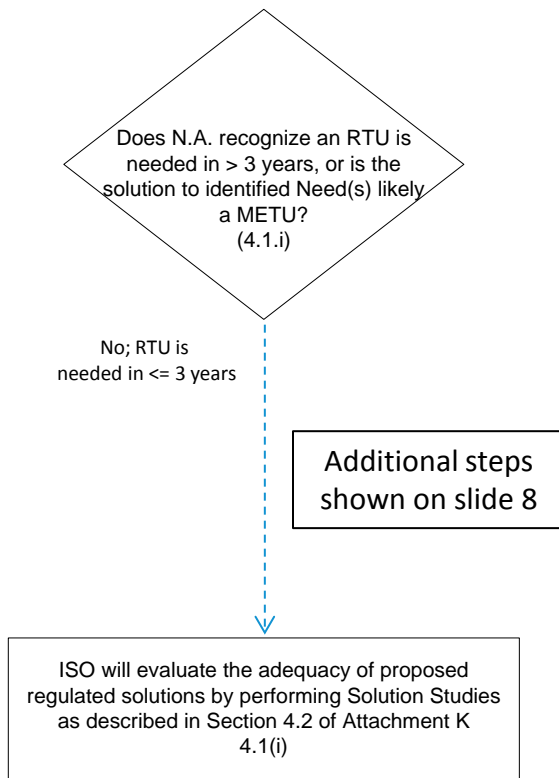 Does N.A. recognize an RTU is
needed in > 3 years, or is the
solution to identified Need(s) likely
a METU?
(4.1.i)
No; RTU is
needed in <= 3 years
Additional steps
shown on slide 8
ISO will evaluate the adequacy of proposed
regulated solutions by performing Solution Studies
as described in Section 4.2 of Attachment K
4.1(i)